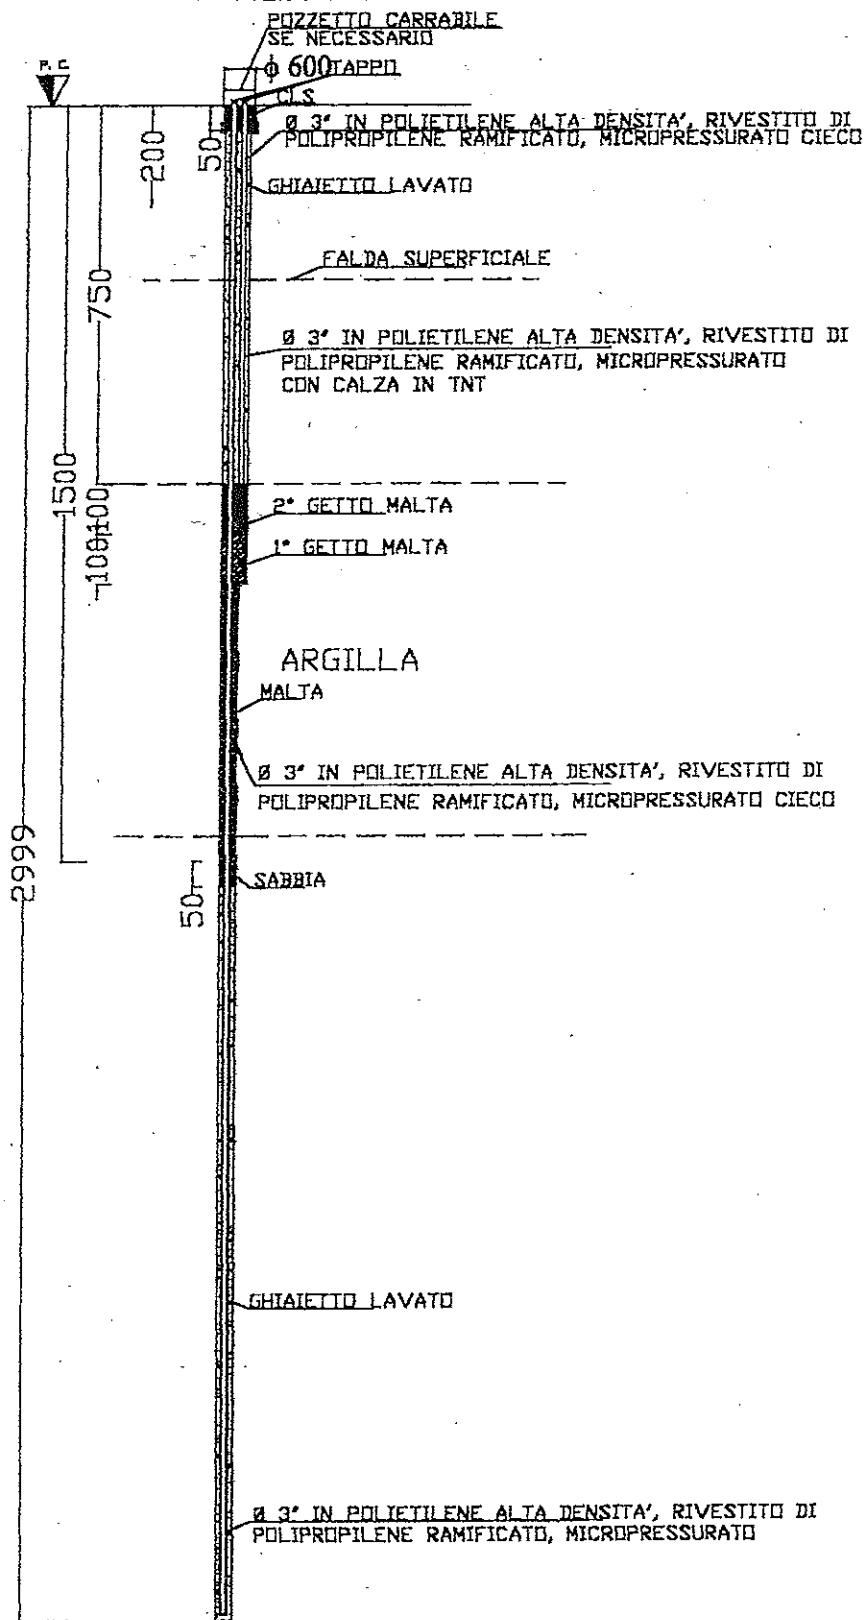 POZZETTO CARRABILE
SE NECESSARIO
P.C
ϕ 600 TAPPO
CLS
Ø 3" IN POLIETILENE ALTA DENSITA', RIVESTITO DI
POLIPROPILENE RAMIFICATO, MICROPRESSURATO CIECO
200
50
GHIAIETTO LAVATO
FALDA SUPERFICIALE
750
Ø 3" IN POLIETILENE ALTA DENSITA', RIVESTITO DI
POLIPROPILENE RAMIFICATO, MICROPRESSURATO
CON CALZA IN TNT
1500
2° GETTO MALTA
100
100
1° GETTO MALTA
ARGILLA
MALTA
Ø 3" IN POLIETILENE ALTA DENSITA', RIVESTITO DI
POLIPROPILENE RAMIFICATO, MICROPRESSURATO CIECO
2999
50
SABBIA
GHIAIETTO LAVATO
Ø 3" IN POLIETILENE ALTA DENSITA', RIVESTITO DI
POLIPROPILENE RAMIFICATO, MICROPRESSURATO